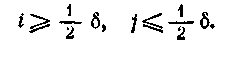 i ⩾ 1/2 δ, j ⩽ 1/2 δ.